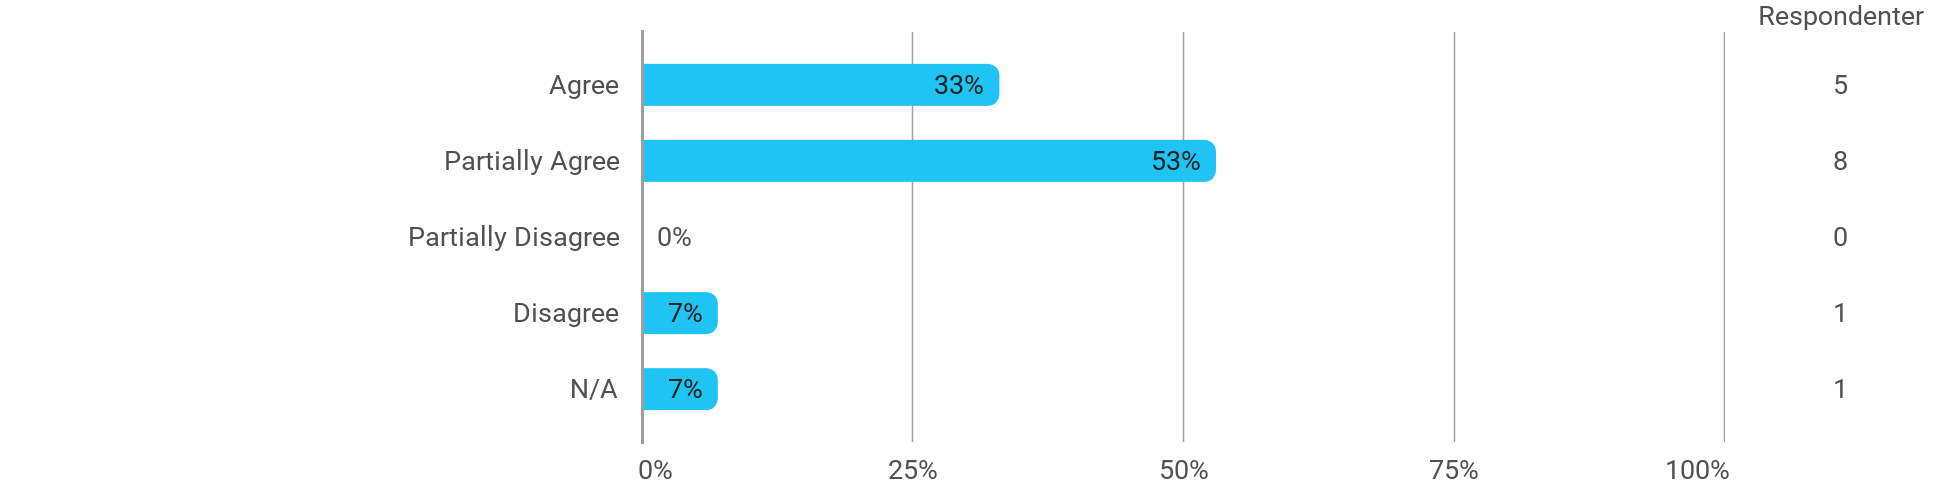 Respondenter
Agree 33% 5
Partially Agree 53% 8
Partially Disagree 0% 0
Disagree 7% 1
N/A 7% 1
0% 25% 50% 75% 100%